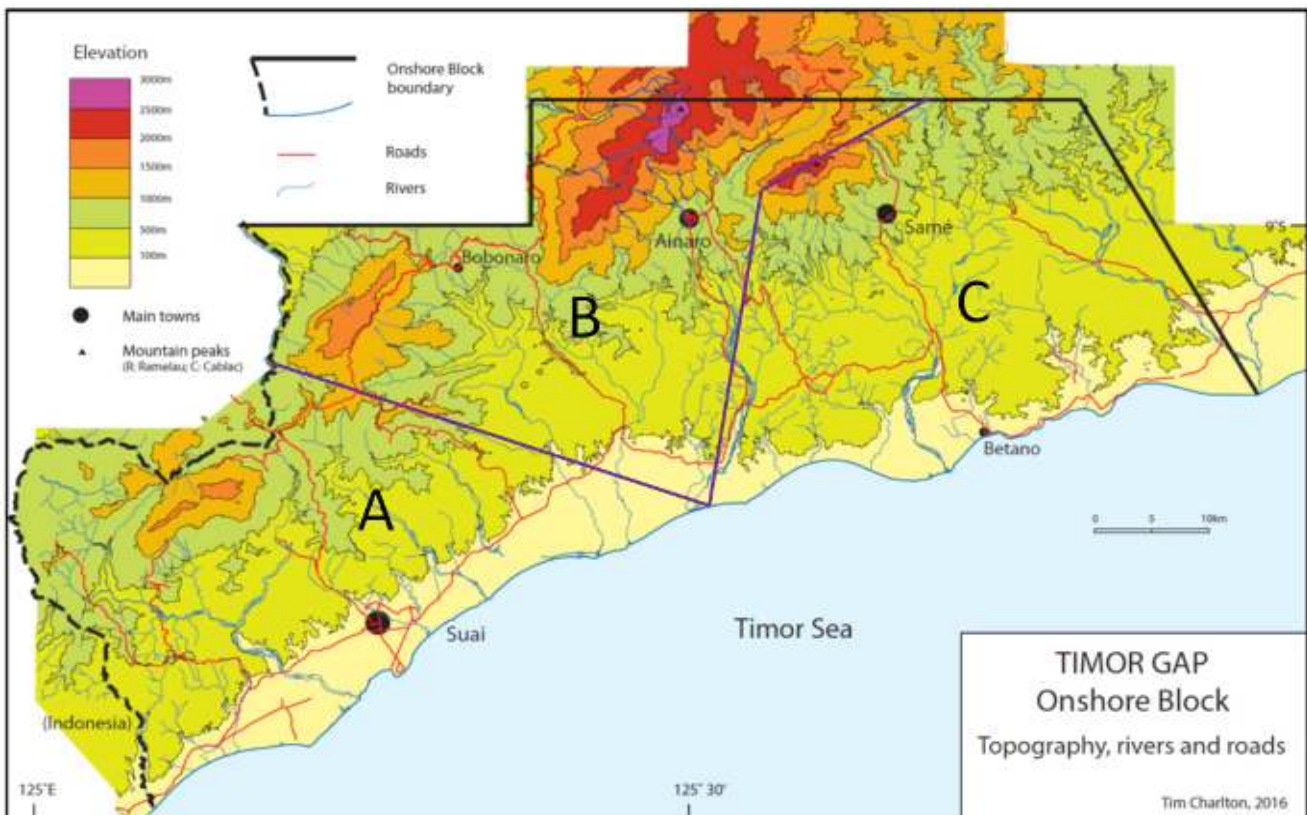 Elevation
3000m
2500m
2000m
1500m
1000m
500m
100m
Main towns
Mountain peaks
(R: Ramelau; C: Cablac)
Onshore Block
boundary
Roads
Rivers
Bobonaro
Ainaro
Same
9°S
B
C
A
Betano
0 5 10km
Suai
Timor Sea
(Indonesia)
125°E
125° 30'
TIMOR GAP
Onshore Block
Topography, rivers and roads
Tim Charlton, 2016